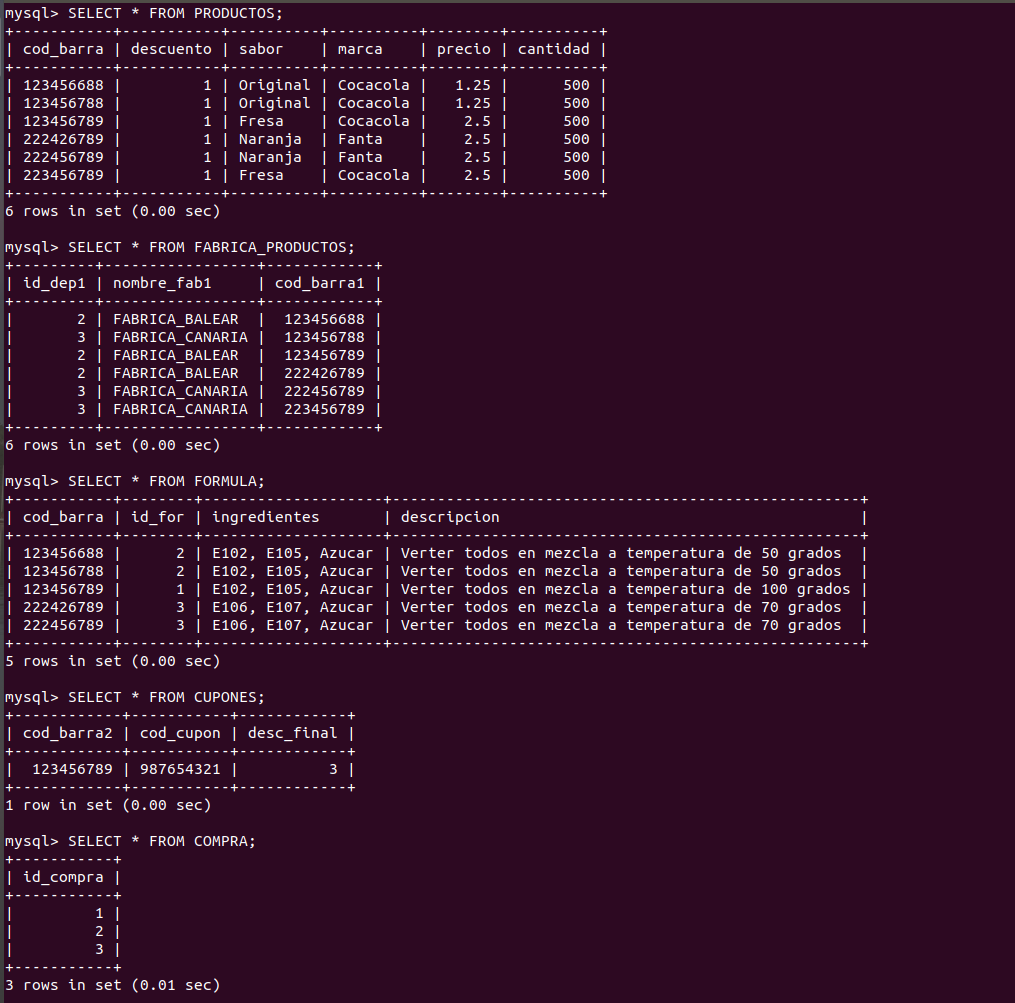 mysql> SELECT * FROM PRODUCTOS;
+-----------+-----------+----------+----------+--------+----------+
| cod_barra | descuento | sabor    | marca    | precio | cantidad |
+-----------+-----------+----------+----------+--------+----------+
| 123456688 |         1 | Original | Cocacola |   1.25 |      500 |
| 123456788 |         1 | Original | Cocacola |   1.25 |      500 |
| 123456789 |         1 | Fresa    | Cocacola |    2.5 |      500 |
| 222426789 |         1 | Naranja  | Fanta    |    2.5 |      500 |
| 222456789 |         1 | Naranja  | Fanta    |    2.5 |      500 |
| 223456789 |         1 | Fresa    | Cocacola |    2.5 |      500 |
+-----------+-----------+----------+----------+--------+----------+
6 rows in set (0.00 sec)

mysql> SELECT * FROM FABRICA_PRODUCTOS;
+---------+-----------------+------------+
| id_dep1 | nombre_fab1     | cod_barra1 |
+---------+-----------------+------------+
|       2 | FABRICA_BALEAR  |  123456688 |
|       3 | FABRICA_CANARIA |  123456788 |
|       2 | FABRICA_BALEAR  |  123456789 |
|       2 | FABRICA_BALEAR  |  222426789 |
|       3 | FABRICA_CANARIA |  222456789 |
|       3 | FABRICA_CANARIA |  223456789 |
+---------+-----------------+------------+
6 rows in set (0.00 sec)

mysql> SELECT * FROM FORMULA;
+-----------+--------+--------------------+----------------------------------------------------+
| cod_barra | id_for | ingredientes       | descripcion                                        |
+-----------+--------+--------------------+----------------------------------------------------+
| 123456688 |      2 | E102, E105, Azucar | Verter todos en mezcla a temperatura de 50 grados  |
| 123456788 |      2 | E102, E105, Azucar | Verter todos en mezcla a temperatura de 50 grados  |
| 123456789 |      1 | E102, E105, Azucar | Verter todos en mezcla a temperatura de 100 grados |
| 222426789 |      3 | E106, E107, Azucar | Verter todos en mezcla a temperatura de 70 grados  |
| 222456789 |      3 | E106, E107, Azucar | Verter todos en mezcla a temperatura de 70 grados  |
+-----------+--------+--------------------+----------------------------------------------------+
5 rows in set (0.00 sec)

mysql> SELECT * FROM CUPONES;
+------------+-----------+------------+
| cod_barra2 | cod_cupon | desc_final |
+------------+-----------+------------+
|  123456789 | 987654321 |          3 |
+------------+-----------+------------+
1 row in set (0.00 sec)

mysql> SELECT * FROM COMPRA;
+-----------+
| id_compra |
+-----------+
|         1 |
|         2 |
|         3 |
+-----------+
3 rows in set (0.01 sec)